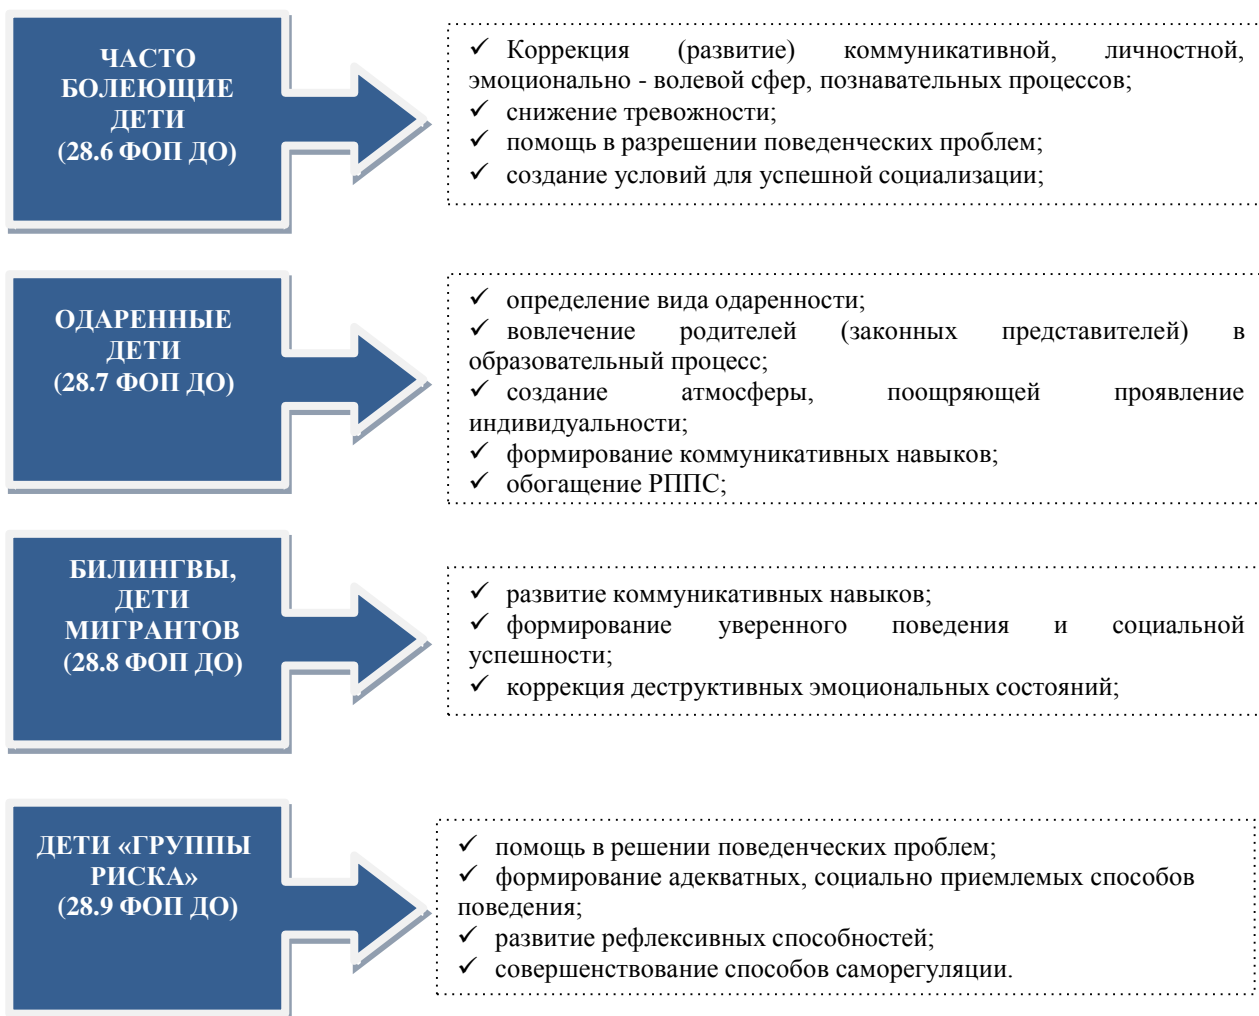 ЧАСТО
БОЛЕЮЩИЕ
ДЕТИ
(28.6 ФОП ДО)
✓ Коррекция (развитие) коммуникативной, личностной,
эмоционально - волевой сфер, познавательных процессов;
✓ снижение тревожности;
✓ помощь в разрешении поведенческих проблем;
✓ создание условий для успешной социализации;
ОДАРЕННЫЕ
ДЕТИ
(28.7 ФОП ДО)
✓ определение вида одаренности;
✓ вовлечение родителей (законных представителей) в
образовательный процесс;
✓ создание атмосферы, поощряющей проявление
индивидуальности;
✓ формирование коммуникативных навыков;
✓ обогащение РППС;
БИЛИНГВЫ,
ДЕТИ
МИГРАНТОВ
(28.8 ФОП ДО)
✓ развитие коммуникативных навыков;
✓ формирование уверенного поведения и социальной
успешности;
✓ коррекция деструктивных эмоциональных состояний;
ДЕТИ «ГРУППЫ
РИСКА»
(28.9 ФОП ДО)
✓ помощь в решении поведенческих проблем;
✓ формирование адекватных, социально приемлемых способов
поведения;
✓ развитие рефлексивных способностей;
✓ совершенствование способов саморегуляции.